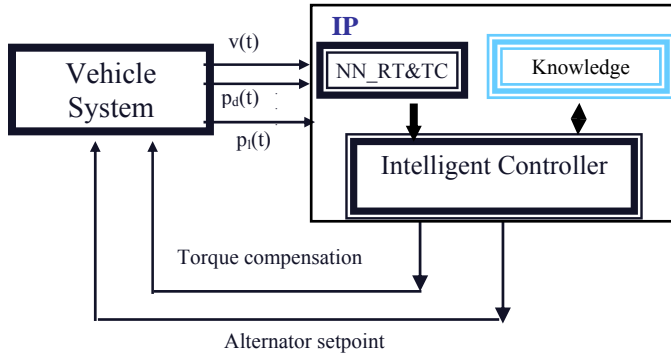 IP
v(t)
Vehicle
System
NN_RT&TC
Knowledge
pd(t)
pl(t)
Intelligent Controller
Torque compensation
Alternator setpoint